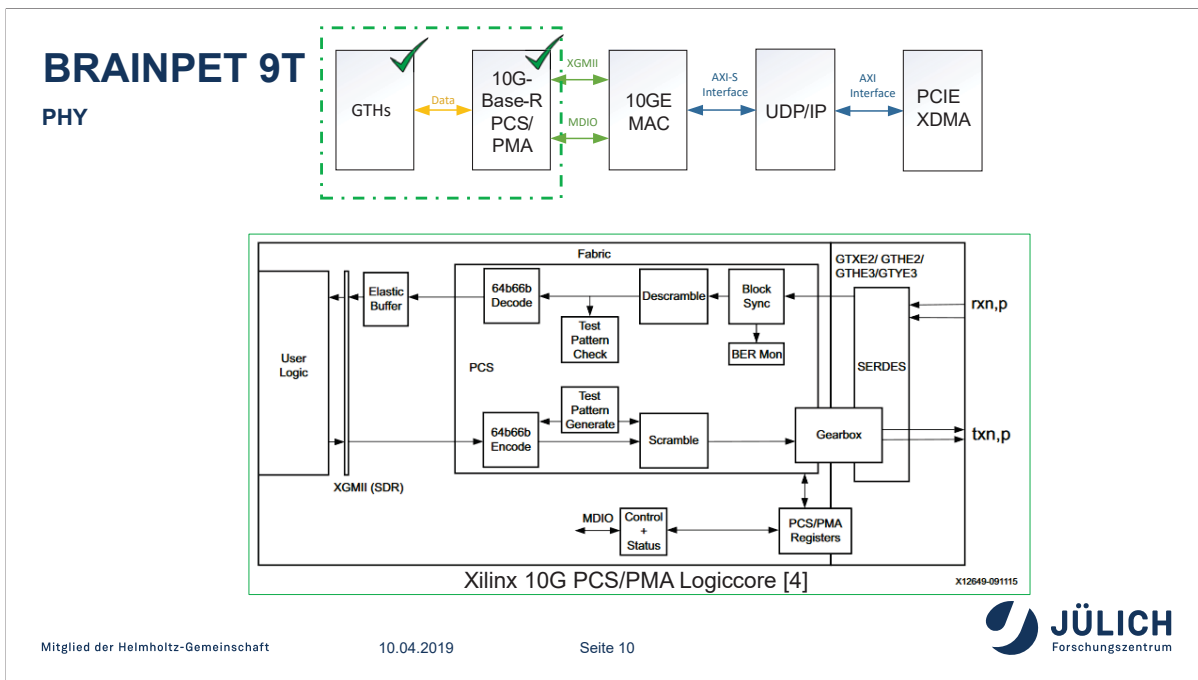 BRAINPET 9T
PHY
GTHs
Data
10G-
Base-R
PCS/
PMA
XGMII
MDIO
10GE
MAC
AXI-S
Interface
UDP/IP
AXI
Interface
PCIE
XDMA
Fabric
GTXE2/ GTHE2/
GTHE3/GTYE3
User
Logic
Elastic
Buffer
64b66b
Decode
Test
Pattern
Check
Descramble
Block
Sync
BER Mon
SERDES
rxn,p
PCS
64b66b
Encode
Test
Pattern
Generate
Scramble
Gearbox
txn,p
XGMII (SDR)
MDIO
Control
+
Status
PCS/PMA
Registers
Xilinx 10G PCS/PMA Logiccore [4]
X12649-091115
Mitglied der Helmholtz-Gemeinschaft
10.04.2019
Seite 10
JÜLICH
Forschungszentrum